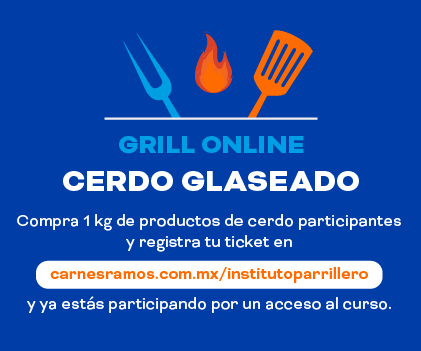 GRILL ONLINE
CERDO GLASEADO
Compra 1 kg de productos de cerdo participantes
y registra tu ticket en
carnesramos.com.mx/institutoparrillero
y ya estás participando por un acceso al curso.